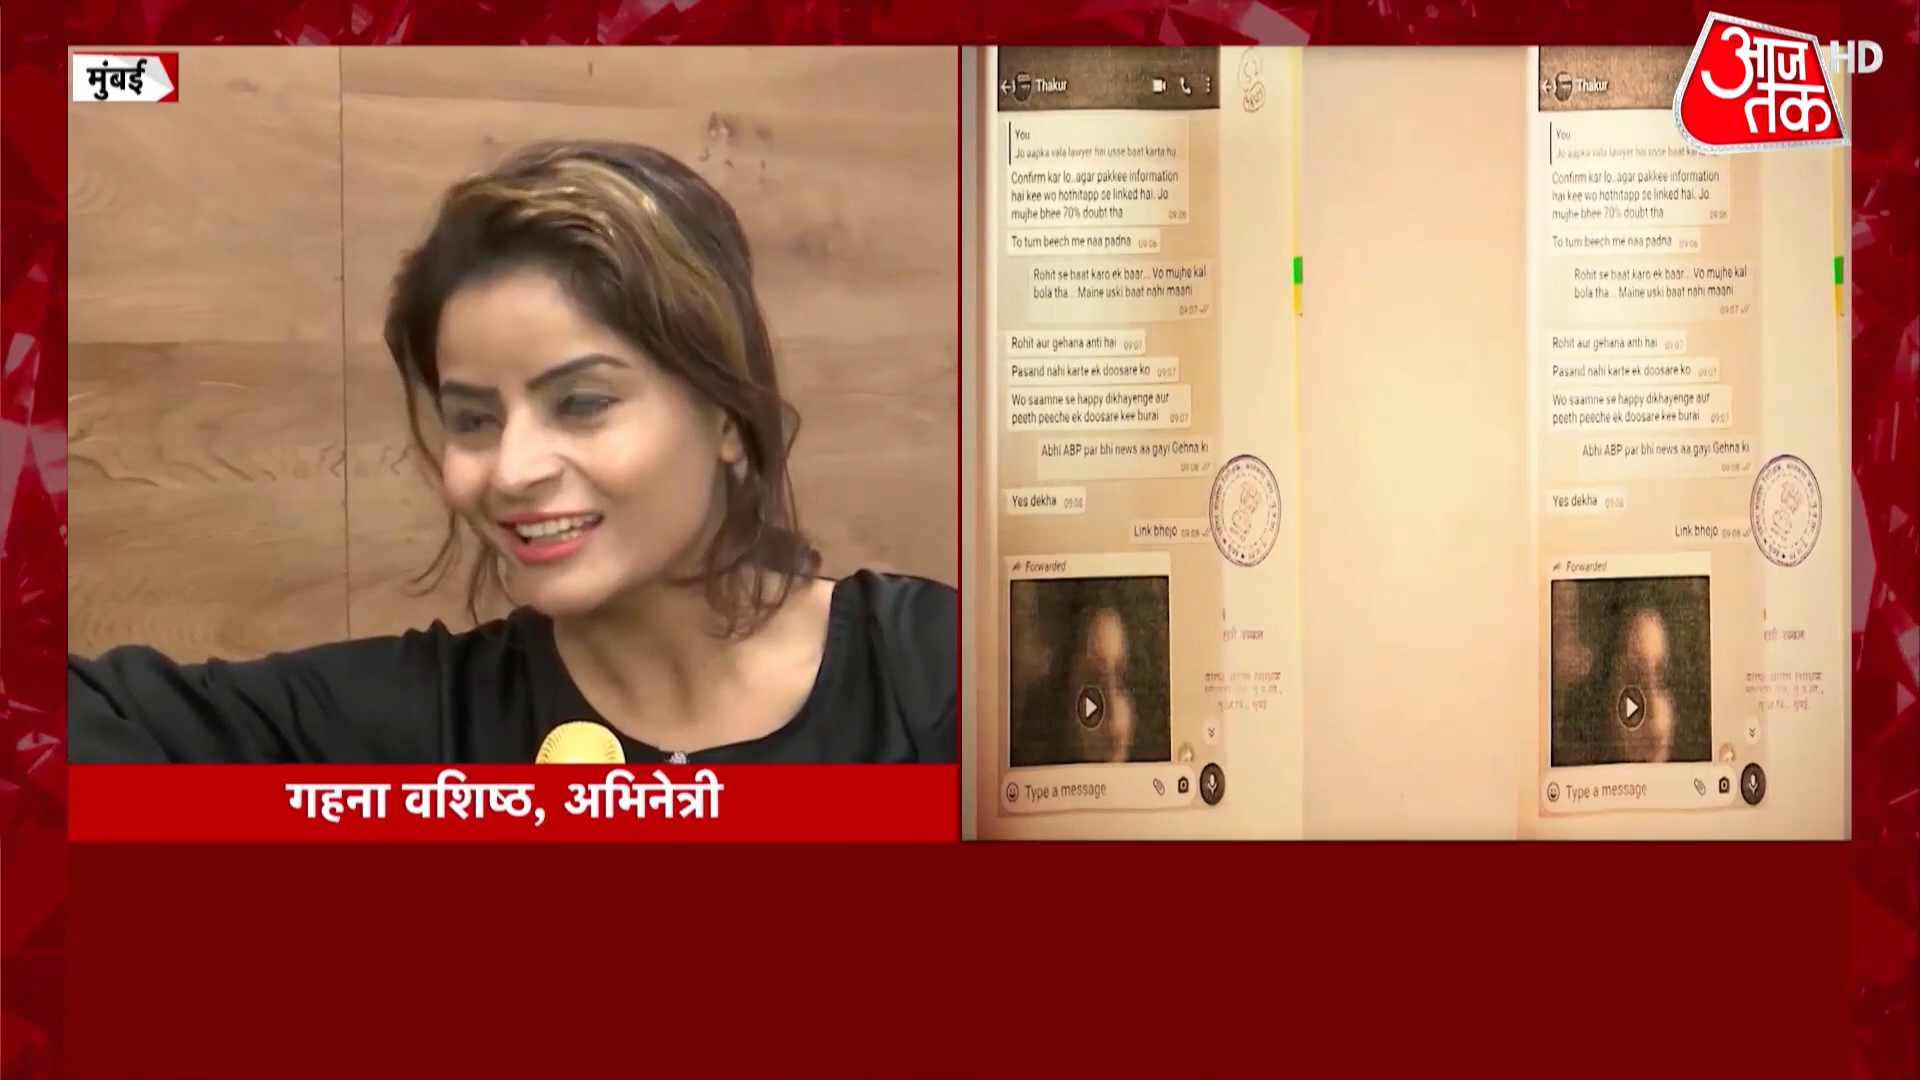 मुंबई
आज तक HD
Thakur
You
Jo aapka vala lawyer hai usse baat karta hu.
Confirm kar lo..agar pakkee information
hai kee wo hothitapp se linked hai. Jo
mujhe bhee 70% doubt tha
09:06
To tum beech me naa padna 09:06
Rohit se baat karo ek baar... Vo mujhe kal
bola tha... Maine uski baat nahi maani
09:07
Rohit aur gehana anti hai 09:07
Pasand nahi karte ek doosare ko 09:07
Wo saamne se happy dikhayenge aur
peeth peeche ek doosare kee burai 09:07
Abhi ABP par bhi news aa gayi Gehna ki
09:08
Yes dekha 09:08
Link bhejo 09:08
Forwarded
Type a message
Thakur
You
Jo aapka vala lawyer hai usse baat
Confirm kar lo..agar pakkee information
hai kee wo hothitapp se linked hai. Jo
mujhe bhee 70% doubt tha
09:06
To tum beech me naa padna 09:06
Rohit se baat karo ek baar... Vo mujhe kal
bola tha... Maine uski baat nahi maani
09:07
Rohit aur gehana anti hai 09:07
Pasand nahi karte ek doosare ko 09:07
Wo saamne se happy dikhayenge aur
peeth peeche ek doosare kee burai 09:07
Abhi ABP par bhi news aa gayi Gehna ki
09:08
Yes dekha 09:08
Link bhejo 09:08
Forwarded
Type a message
गहना वशिष्ठ, अभिनेत्री